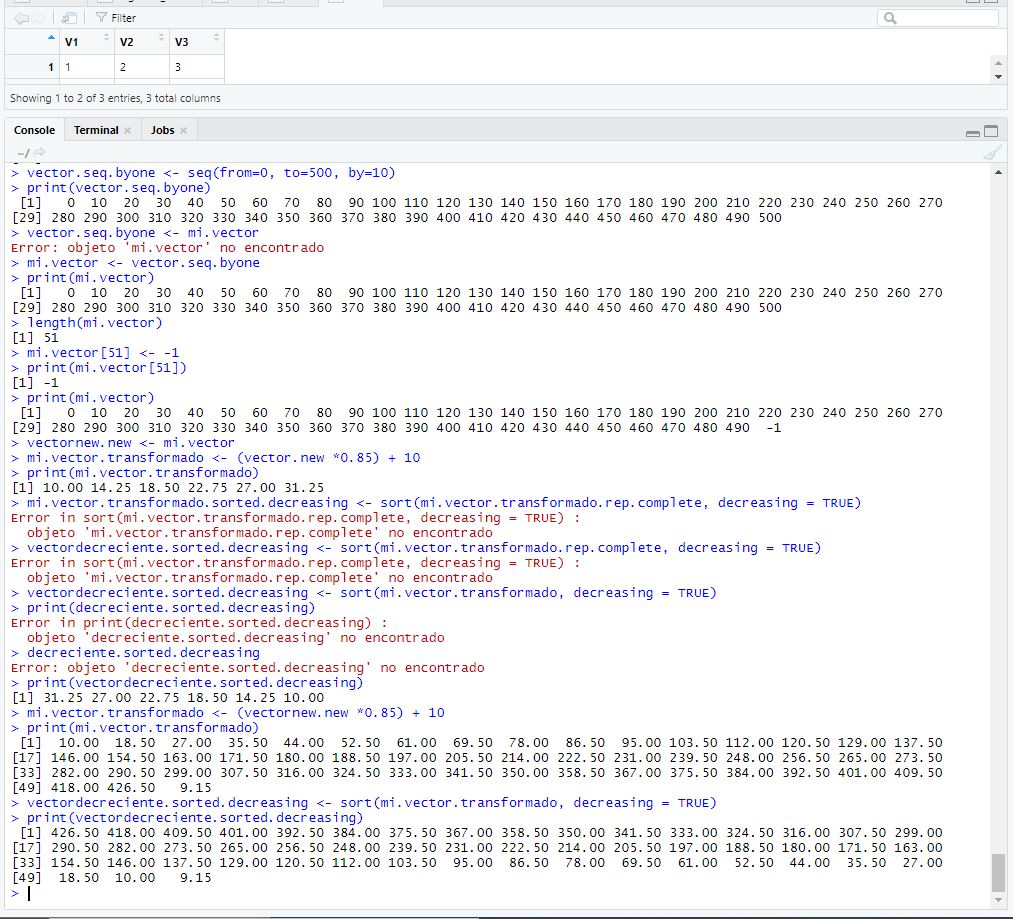 Filter
V1 V2 V3
1 1 2 3
Showing 1 to 2 of 3 entries, 3 total columns
Console Terminal × Jobs ×
~/
> vector.seq.byone <- seq(from=0, to=500, by=10)
> print(vector.seq.byone)
[1] 0 10 20 30 40 50 60 70 80 90 100 110 120 130 140 150 160 170 180 190 200 210 220 230 240 250 260 270
[29] 280 290 300 310 320 330 340 350 360 370 380 390 400 410 420 430 440 450 460 470 480 490 500
> vector.seq.byone <- mi.vector
Error: objeto 'mi.vector' no encontrado
> mi.vector <- vector.seq.byone
> print(mi.vector)
[1] 0 10 20 30 40 50 60 70 80 90 100 110 120 130 140 150 160 170 180 190 200 210 220 230 240 250 260 270
[29] 280 290 300 310 320 330 340 350 360 370 380 390 400 410 420 430 440 450 460 470 480 490 500
> length(mi.vector)
[1] 51
> mi.vector[51] <- -1
> print(mi.vector[51])
[1] -1
> print(mi.vector)
[1] 0 10 20 30 40 50 60 70 80 90 100 110 120 130 140 150 160 170 180 190 200 210 220 230 240 250 260 270
[29] 280 290 300 310 320 330 340 350 360 370 380 390 400 410 420 430 440 450 460 470 480 490 -1
> vectornew.new <- mi.vector
> mi.vector.transformado <- (vector.new *0.85) + 10
> print(mi.vector.transformado)
[1] 10.00 14.25 18.50 22.75 27.00 31.25
> mi.vector.transformado.sorted.decreasing <- sort(mi.vector.transformado.rep.complete, decreasing = TRUE)
Error in sort(mi.vector.transformado.rep.complete, decreasing = TRUE) :
objeto 'mi.vector.transformado.rep.complete' no encontrado
> vectordecreciente.sorted.decreasing <- sort(mi.vector.transformado.rep.complete, decreasing = TRUE)
Error in sort(mi.vector.transformado.rep.complete, decreasing = TRUE) :
objeto 'mi.vector.transformado.rep.complete' no encontrado
> vectordecreciente.sorted.decreasing <- sort(mi.vector.transformado, decreasing = TRUE)
> print(decreciente.sorted.decreasing)
Error in print(decreciente.sorted.decreasing) :
objeto 'decreciente.sorted.decreasing' no encontrado
> decreciente.sorted.decreasing
Error: objeto 'decreciente.sorted.decreasing' no encontrado
> print(vectordecreciente.sorted.decreasing)
[1] 31.25 27.00 22.75 18.50 14.25 10.00
> mi.vector.transformado <- (vectornew.new *0.85) + 10
> print(mi.vector.transformado)
[1] 10.00 18.50 27.00 35.50 44.00 52.50 61.00 69.50 78.00 86.50 95.00 103.50 112.00 120.50 129.00 137.50
[17] 146.00 154.50 163.00 171.50 180.00 188.50 197.00 205.50 214.00 222.50 231.00 239.50 248.00 256.50 265.00 273.50
[33] 282.00 290.50 299.00 307.50 316.00 324.50 333.00 341.50 350.00 358.50 367.00 375.50 384.00 392.50 401.00 409.50
[49] 418.00 426.50 9.15
> vectordecreciente.sorted.decreasing <- sort(mi.vector.transformado, decreasing = TRUE)
> print(vectordecreciente.sorted.decreasing)
[1] 426.50 418.00 409.50 401.00 392.50 384.00 375.50 367.00 358.50 350.00 341.50 333.00 324.50 316.00 307.50 299.00
[17] 290.50 282.00 273.50 265.00 256.50 248.00 239.50 231.00 222.50 214.00 205.50 197.00 188.50 180.00 171.50 163.00
[33] 154.50 146.00 137.50 129.00 120.50 112.00 103.50 95.00 86.50 78.00 69.50 61.00 52.50 44.00 35.50 27.00
[49] 18.50 10.00 9.15
>